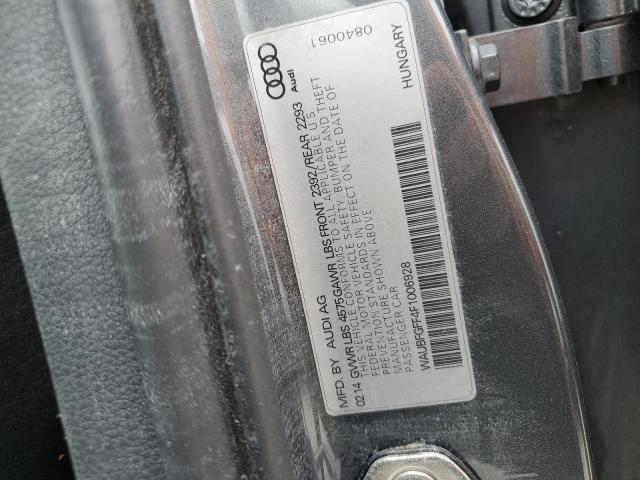 MFD. BY AUDI AG
Audi
0840061
02 14 GVWR LBS 4575 GAWR LBS FRONT 2392/REAR 2293
THIS VEHICLE CONFORMS TO ALL APPLICABLE U S
FEDERAL MOTOR VEHICLE SAFETY, BUMPER AND THEFT
PREVENTION STANDARDS IN EFFECT ON THE DATE OF
MANUFACTURE SHOWN ABOVE
PASSENGER CAR
HUNGARY
WAUBFGFF4F1006928